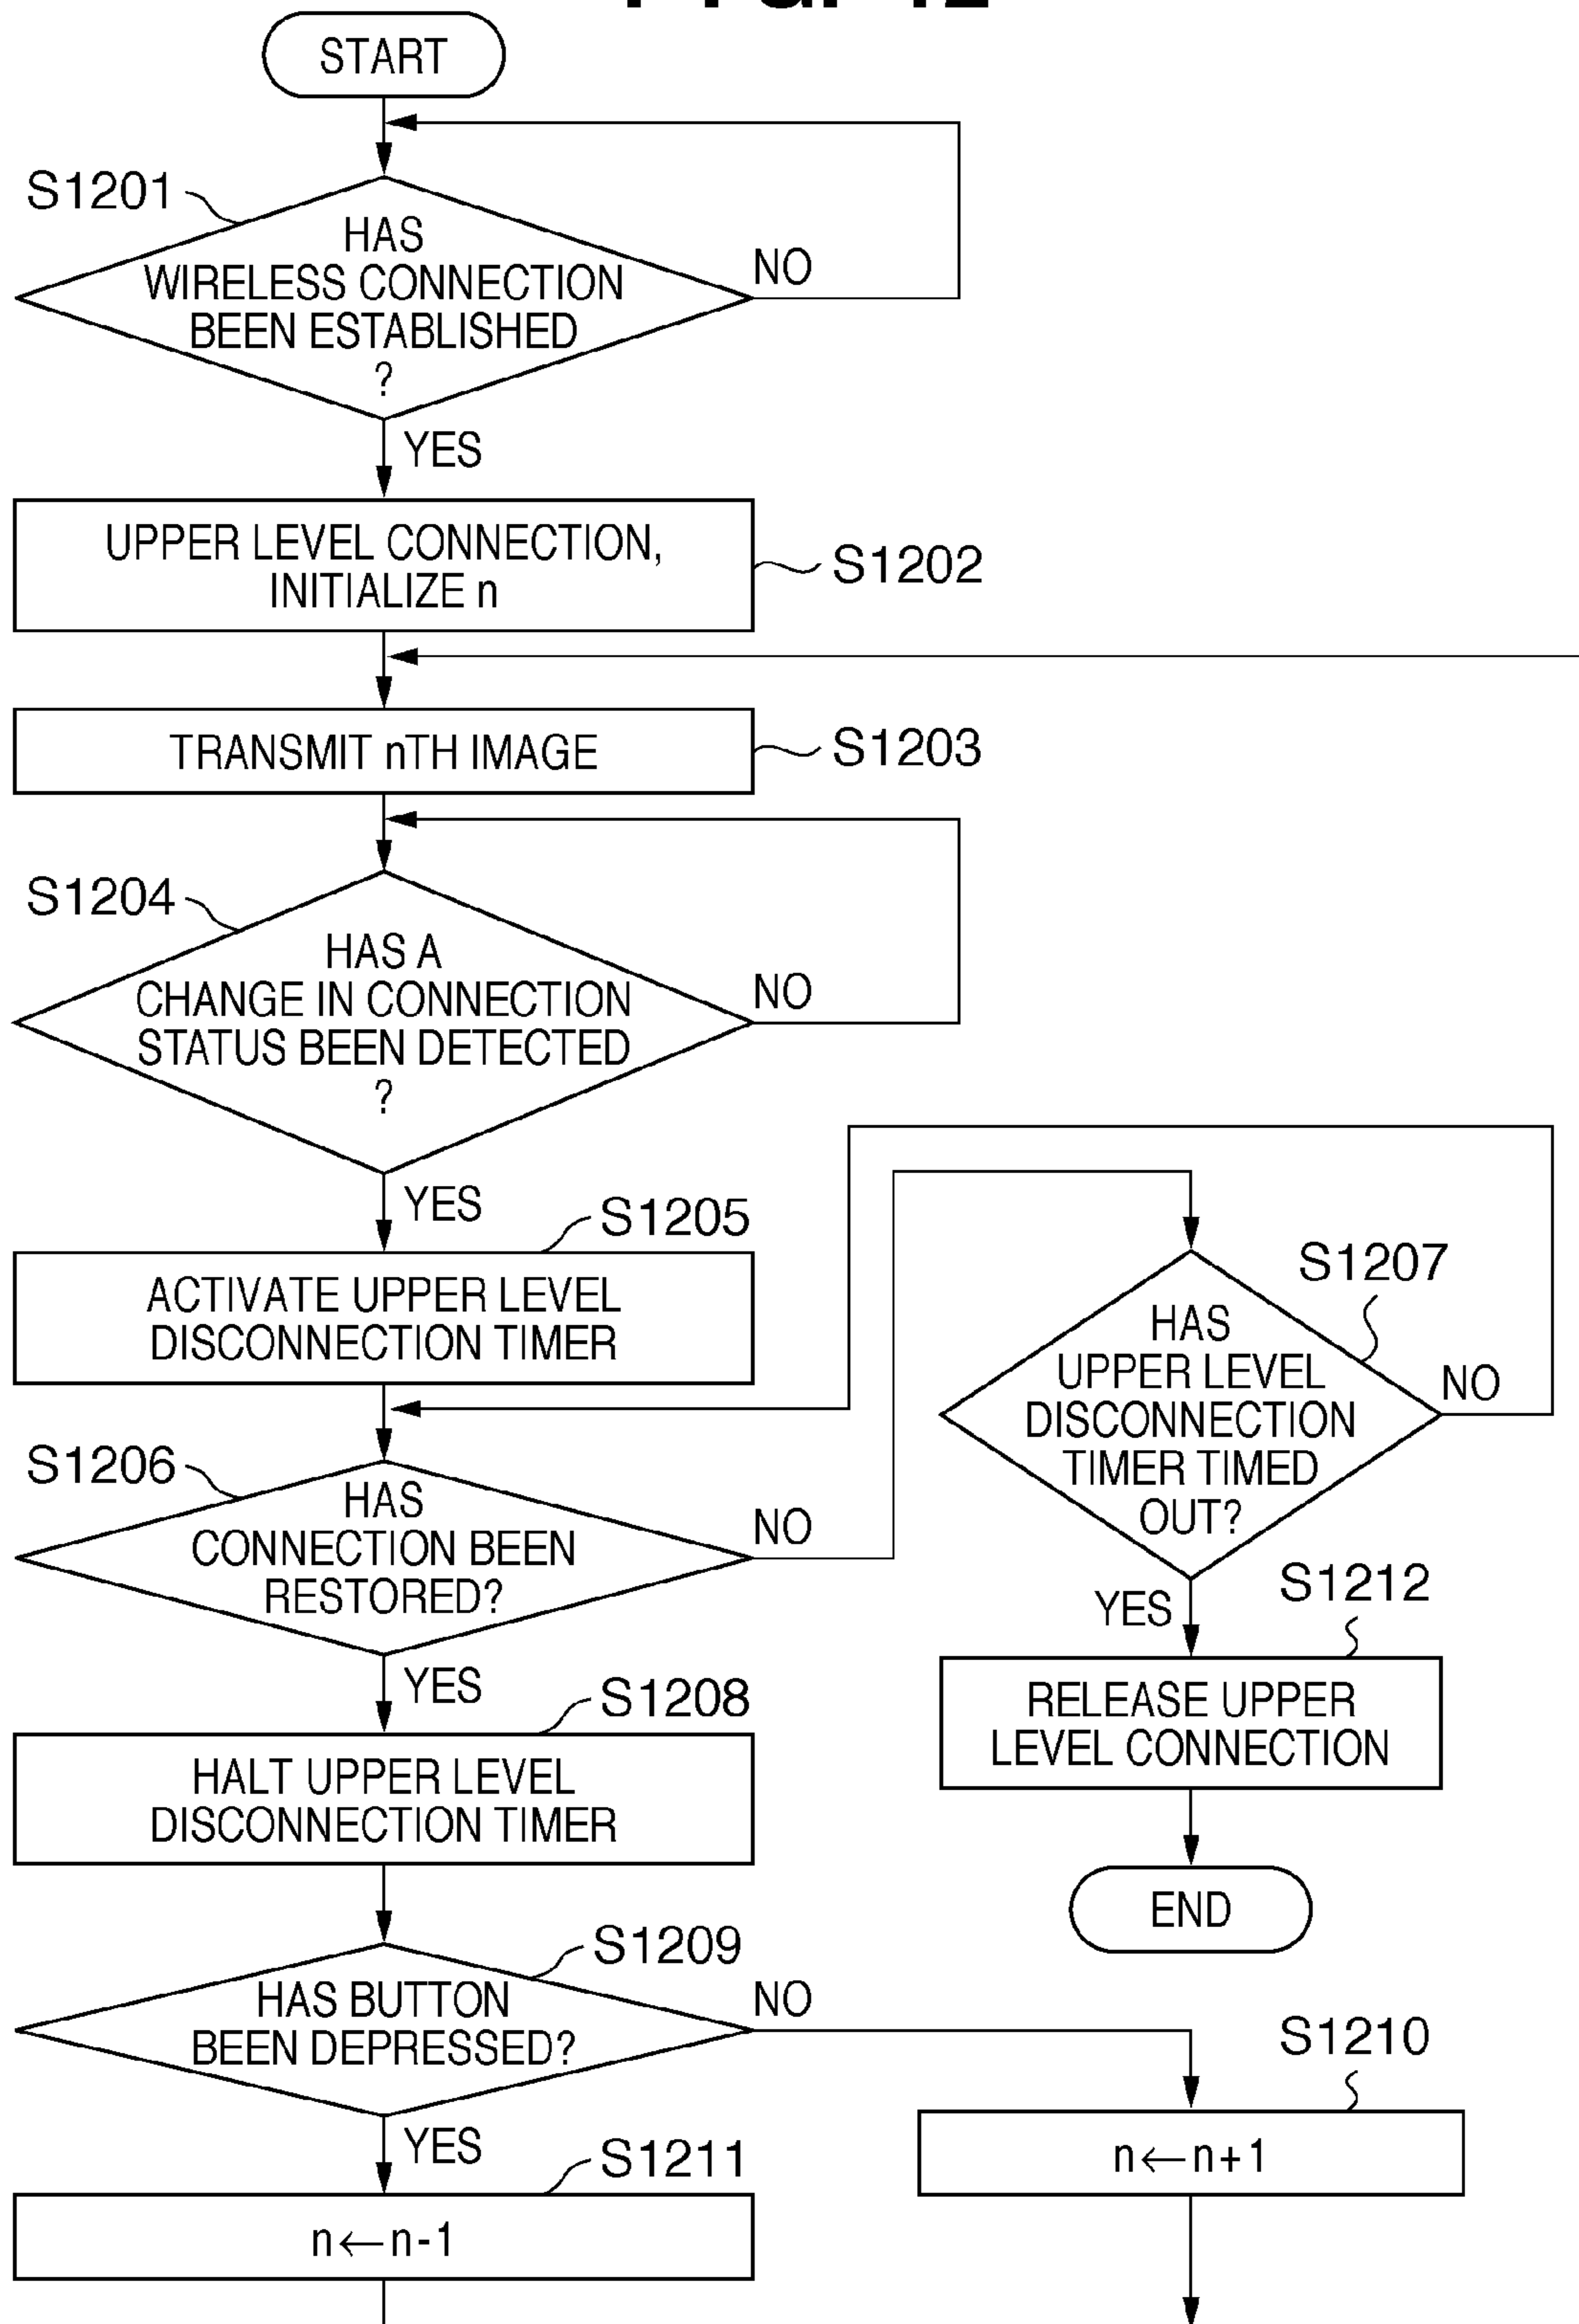 START
S1201
HAS
WIRELESS CONNECTION
BEEN ESTABLISHED
?
NO
YES
UPPER LEVEL CONNECTION,
INITIALIZE n
S1202
TRANSMIT nTH IMAGE
S1203
S1204
HAS A
CHANGE IN CONNECTION
STATUS BEEN DETECTED
?
NO
YES
S1205
ACTIVATE UPPER LEVEL
DISCONNECTION TIMER
S1206
HAS
CONNECTION BEEN
RESTORED?
NO
S1207
HAS
UPPER LEVEL
DISCONNECTION
TIMER TIMED
OUT?
NO
YES
S1212
RELEASE UPPER
LEVEL CONNECTION
END
YES
S1208
HALT UPPER LEVEL
DISCONNECTION TIMER
S1209
HAS BUTTON
BEEN DEPRESSED?
NO
S1210
n←n+1
YES
S1211
n←n-1